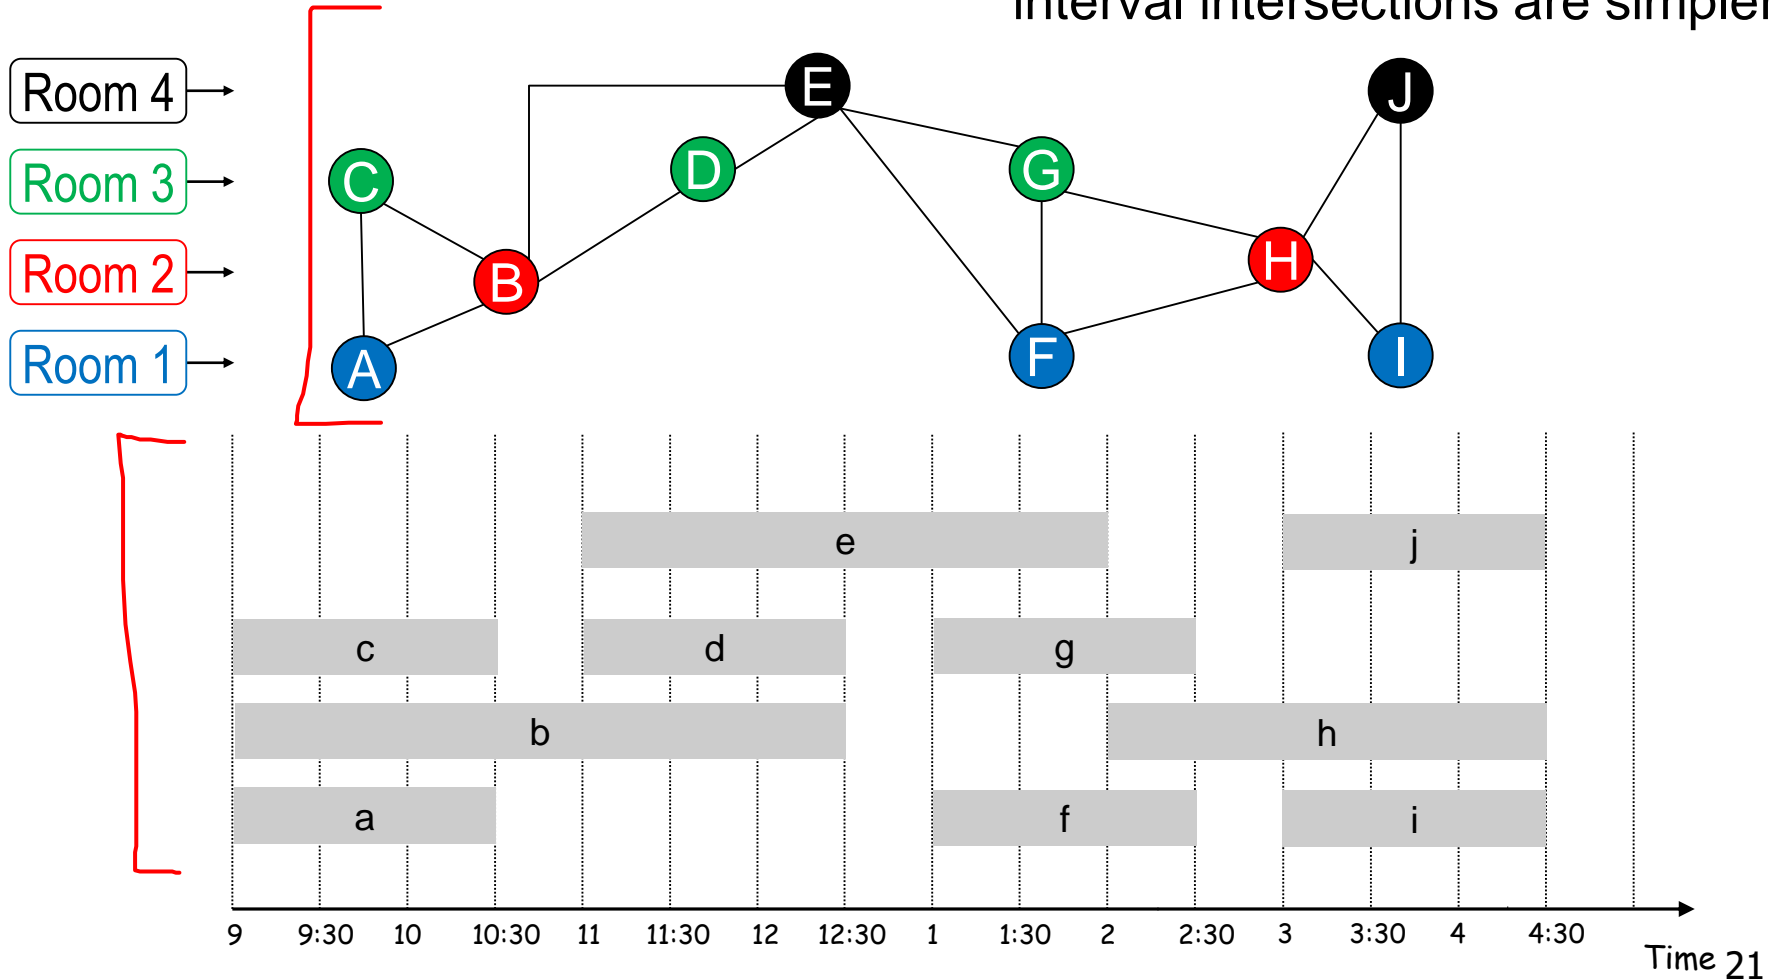 interval intersections are simpler
Room 4
E
J
Room 3
C
D
G
Room 2
B
H
Room 1
A
F
I
e
j
c
d
g
b
h
a
f
i
9 9:30 10 10:30 11 11:30 12 12:30 1 1:30 2 2:30 3 3:30 4 4:30
Time 21